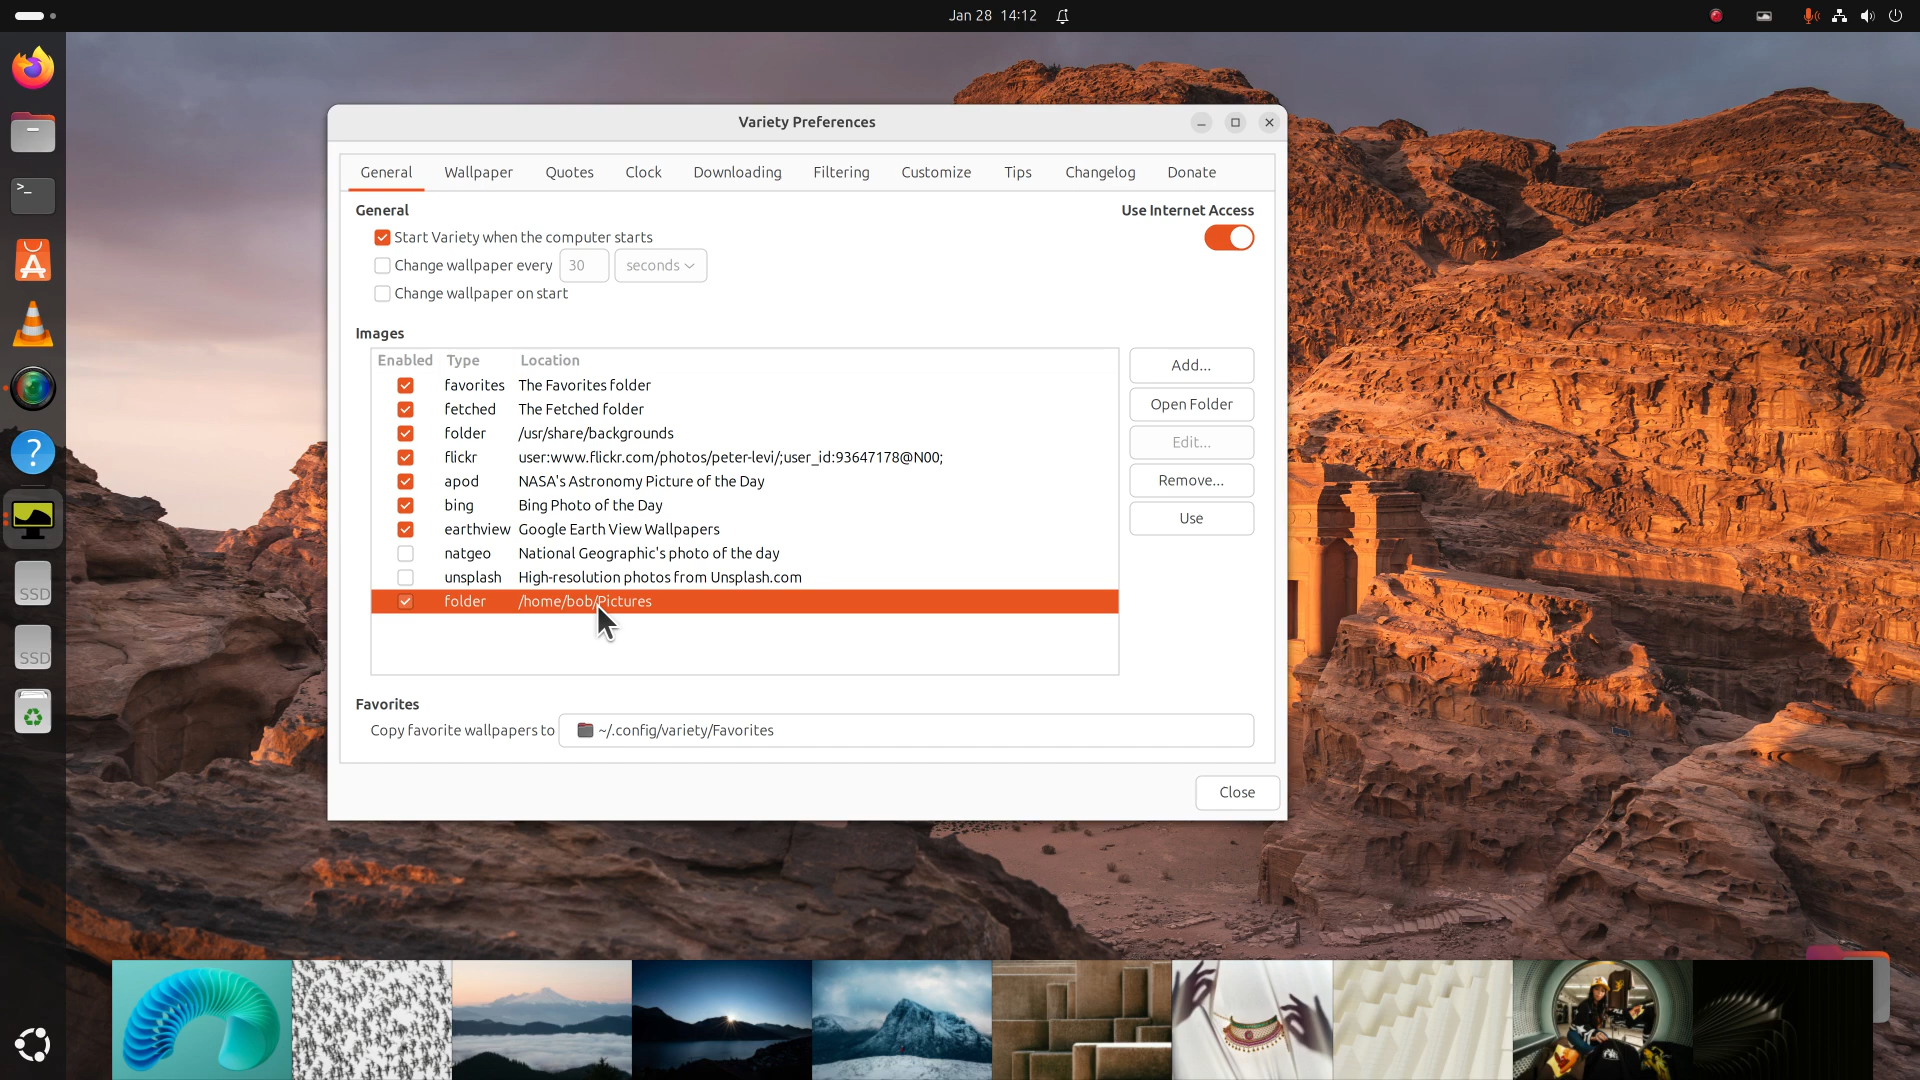 Jan 28 14:12
Variety Preferences
General Wallpaper Quotes Clock Downloading Filtering Customize Tips Changelog Donate
General
Use Internet Access
Start Variety when the computer starts
Change wallpaper every 30 seconds
Change wallpaper on start
Images
Enabled Type Location
favorites The Favorites folder
fetched The Fetched folder
folder /usr/share/backgrounds
flickr user:www.flickr.com/photos/peter-levi/;user_id:93647178@N00;
apod NASA's Astronomy Picture of the Day
bing Bing Photo of the Day
earthview Google Earth View Wallpapers
natgeo National Geographic's photo of the day
unsplash High-resolution photos from Unsplash.com
folder /home/bob/Pictures
Add...
Open Folder
Edit...
Remove...
Use
Favorites
Copy favorite wallpapers to ~/.config/variety/Favorites
Close
>_
?
SSD
SSD